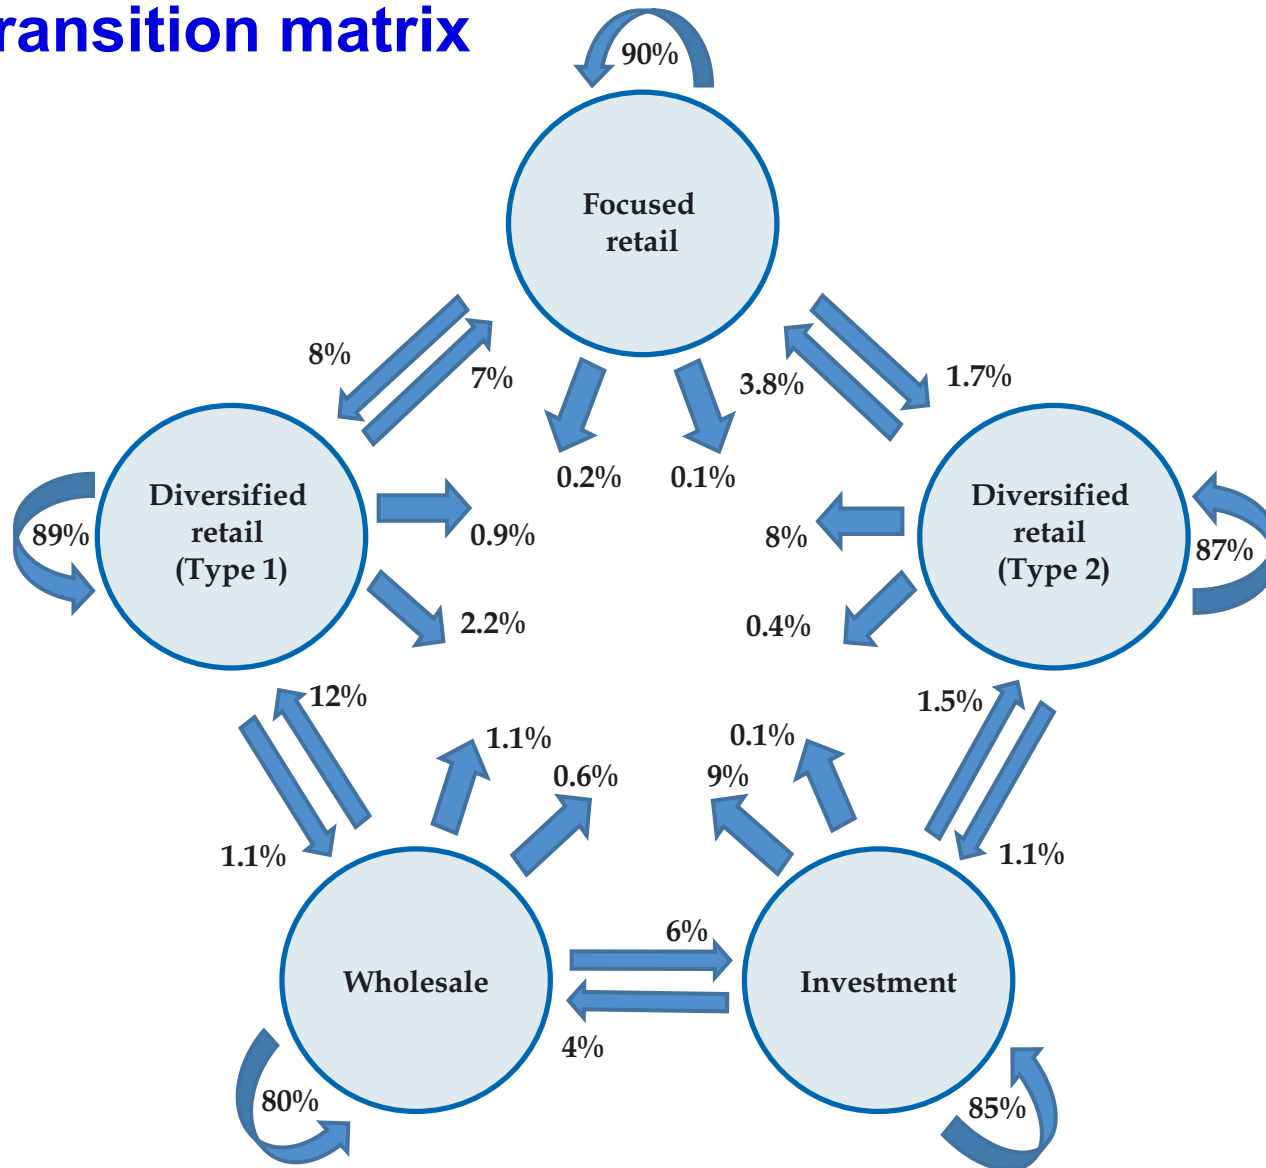 ransition matrix
90%
Focused
retail
8%
7%
3.8%
1.7%
0.2%
0.1%
Diversified
retail
(Type 1)
89%
0.9%
2.2%
Diversified
retail
(Type 2)
87%
8%
0.4%
12%
1.1%
1.1%
0.6%
0.1%
9%
1.5%
1.1%
Wholesale
6%
4%
Investment
80%
85%